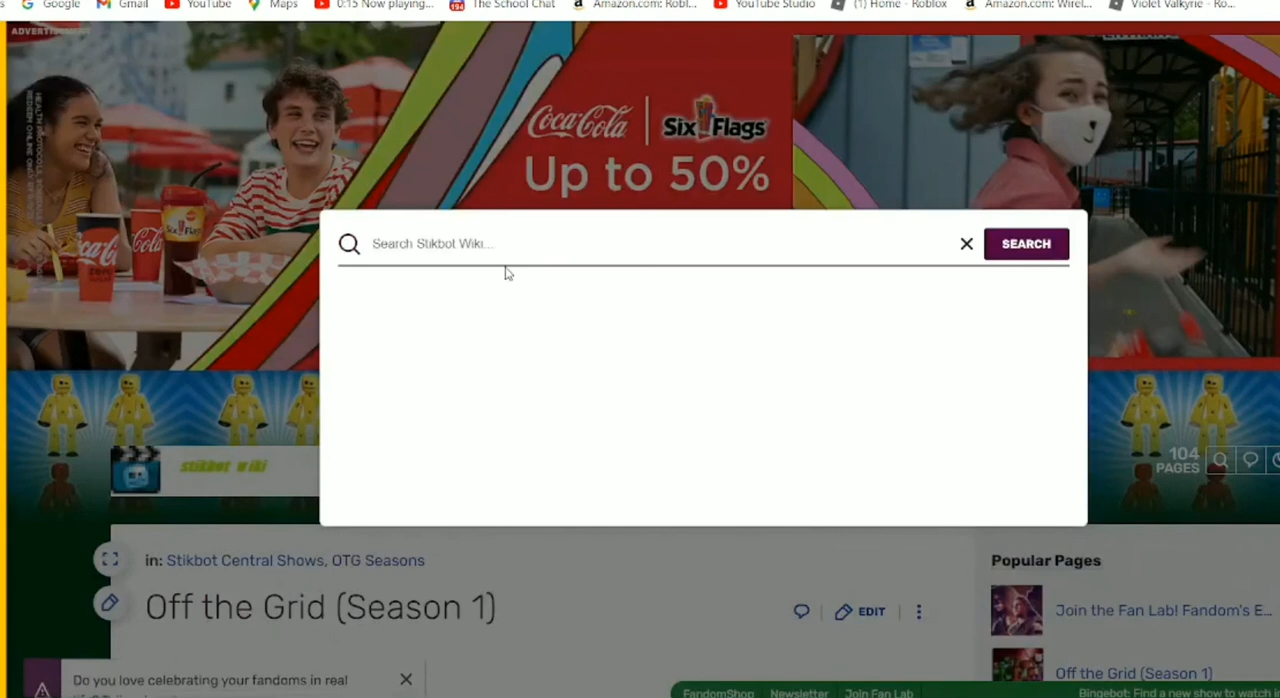 Google
Gmail
YouTube
Maps
0:15 Now playing...
194
The School Chat
Amazon.com: Robl...
YouTube Studio
(1) Home - Roblox
Amazon.com: Wirel...
Violet Valkyrie - Ro...
ADVERTISEMENT
Coca-Cola
Six Flags
Up to 50%
Search Stikbot Wiki...
SEARCH
stikbot wiki
104
PAGES
in: Stikbot Central Shows, OTG Seasons
Off the Grid (Season 1)
EDIT
Popular Pages
Join the Fan Lab! Fandom's E...
Off the Grid (Season 1)
Do you love celebrating your fandoms in real
FandomShop
Newsletter
Join Fan Lab
Bingebot: Find a new show to watch